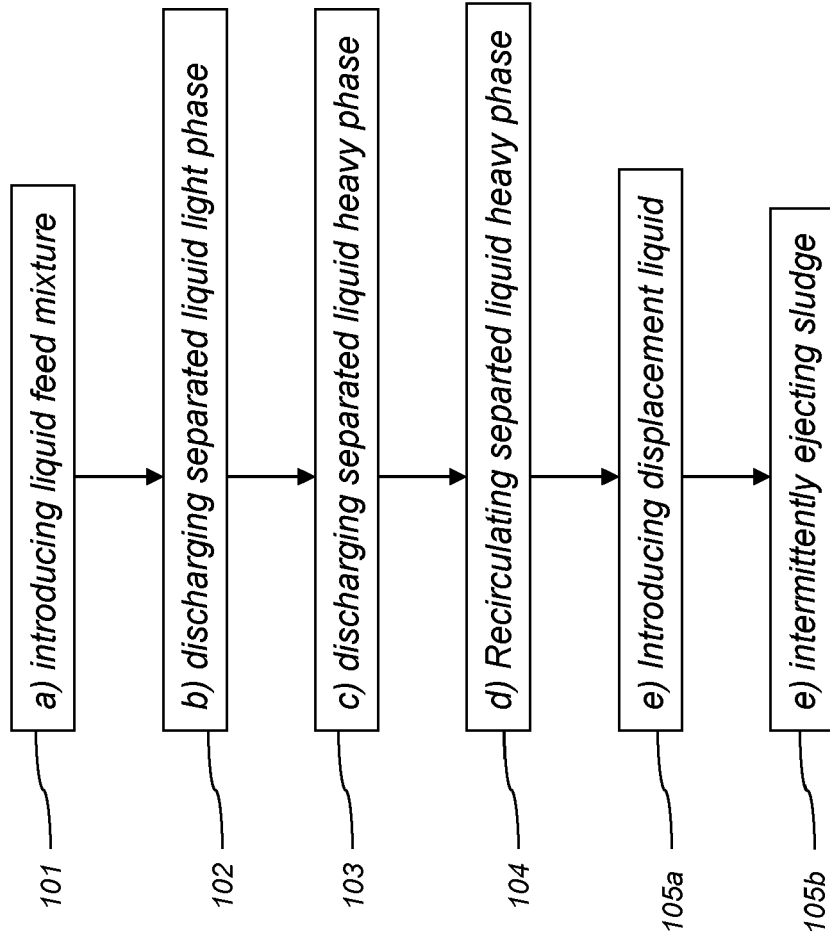 101
a) introducing liquid feed mixture
102
b) discharging separated liquid light phase
103
c) discharging separated liquid heavy phase
104
d) Recirculating separted liquid heavy phase
105a
e) Introducing displacement liquid
105b
e) intermittently ejecting sludge